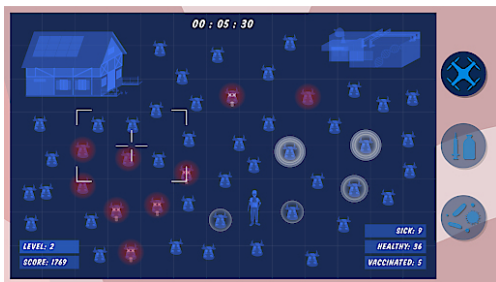 00 : 05 : 30
SICK: 9
LEVEL: 2
HEALTHY: 36
SCORE: 1769
VACCINATED: 5